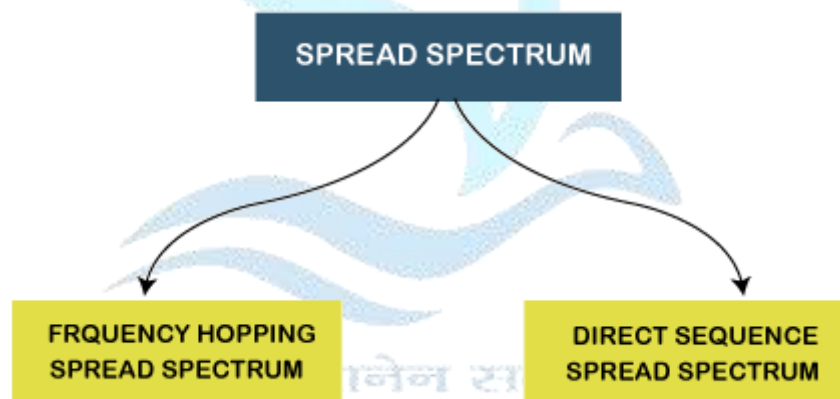 SPREAD SPECTRUM
FRQUENCY HOPPING
SPREAD SPECTRUM
DIRECT SEQUENCE
SPREAD SPECTRUM